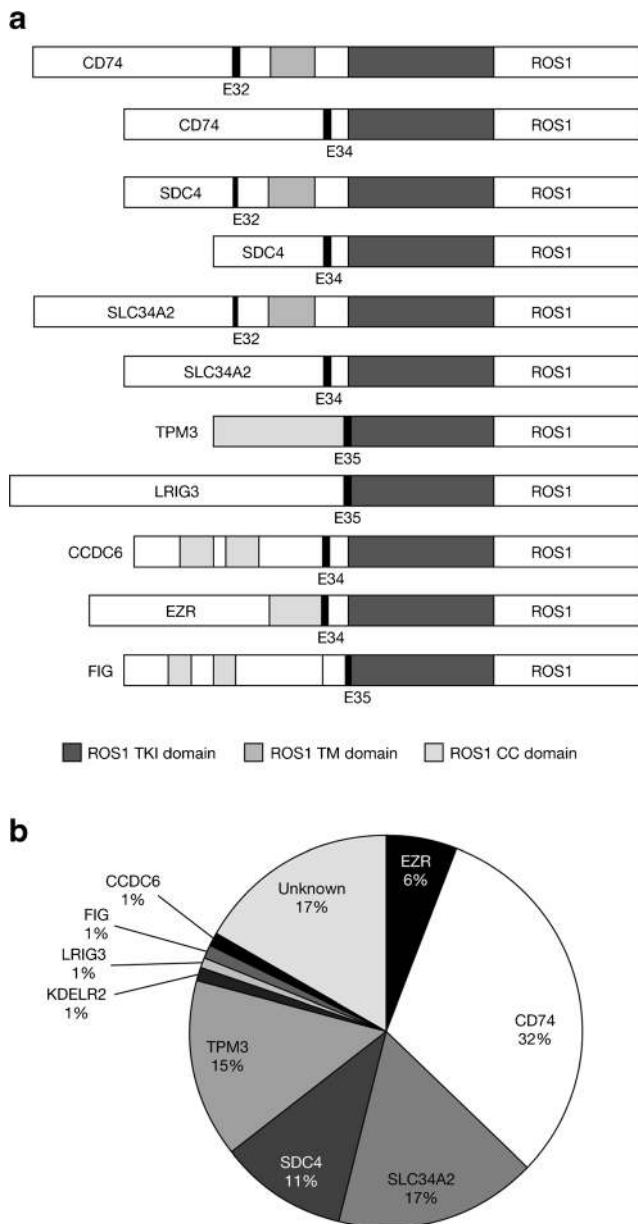 a
CD74 ROS1
E32
CD74 ROS1
E34
SDC4 ROS1
E32
SDC4 ROS1
E34
SLC34A2 ROS1
E32
SLC34A2 ROS1
E34
TPM3 ROS1
E35
LRIG3 ROS1
E35
CCDC6 ROS1
E34
EZR ROS1
E34
FIG ROS1
E35
ROS1 TKI domain ROS1 TM domain ROS1 CC domain
b
EZR
6%
CD74
32%
SLC34A2
17%
SDC4
11%
TPM3
15%
KDELR2
1%
LRIG3
1%
FIG
1%
CCDC6
1%
Unknown
17%